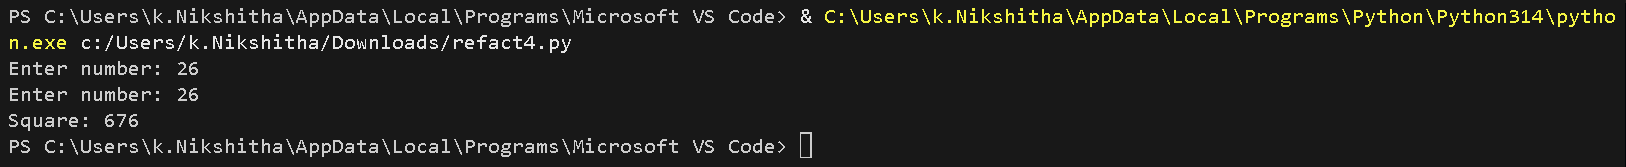 PS C:\Users\k.Nikshitha\AppData\Local\Programs\Microsoft VS Code> & C:\Users\k.Nikshitha\AppData\Local\Programs\Python\Python314\pytho
n.exe c:/Users/k.Nikshitha/Downloads/refact4.py
Enter number: 26
Enter number: 26
Square: 676
PS C:\Users\k.Nikshitha\AppData\Local\Programs\Microsoft VS Code>